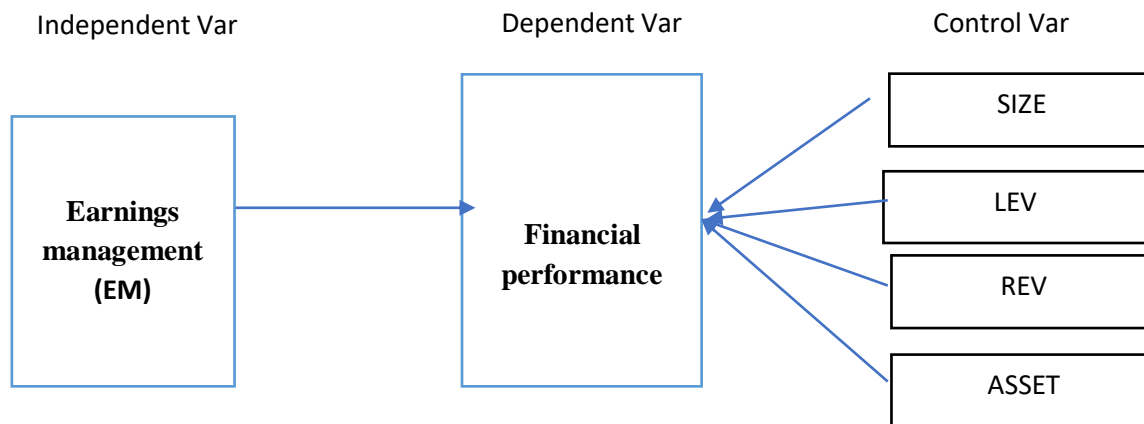 Independent Var
Dependent Var
Control Var
Earnings
management
(EM)
Financial
performance
SIZE
LEV
REV
ASSET